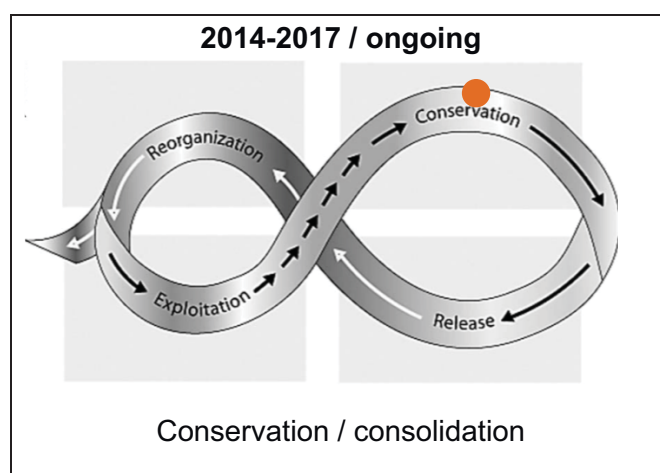 2014-2017 / ongoing
Reorganization
Conservation
Exploitation
Release
Conservation / consolidation